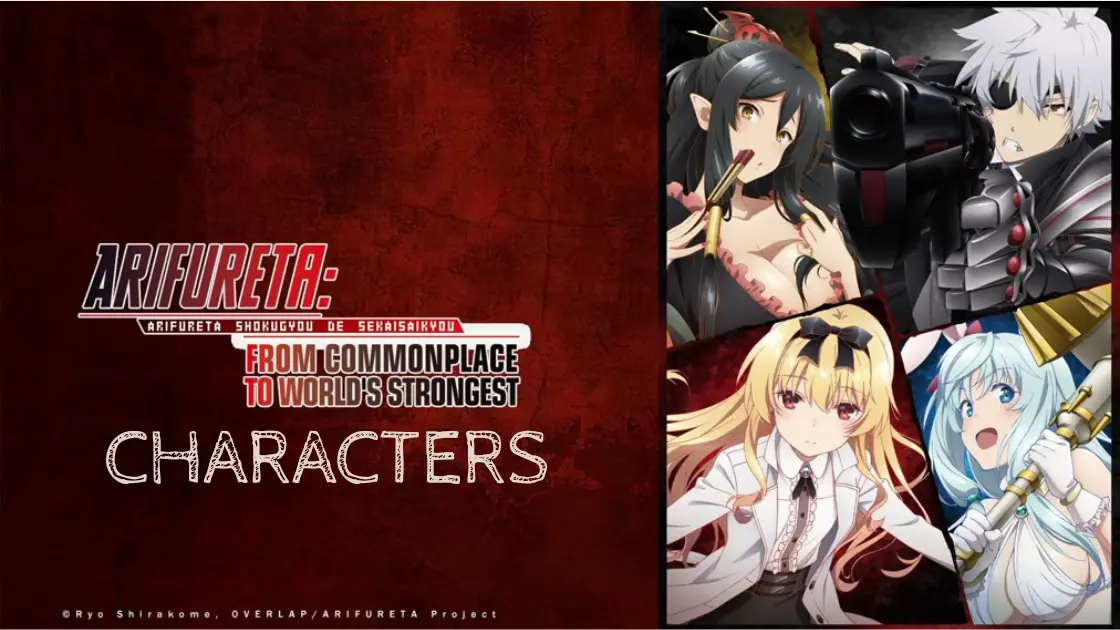 ARIFURETA:
ARIFURETA SHOKUGYOU DE SEKAISAIKYOU
FROM COMMONPLACE
TO WORLD'S STRONGEST
CHARACTERS
©Ryo Shirakome, OVERLAP/ARIFURETA Project